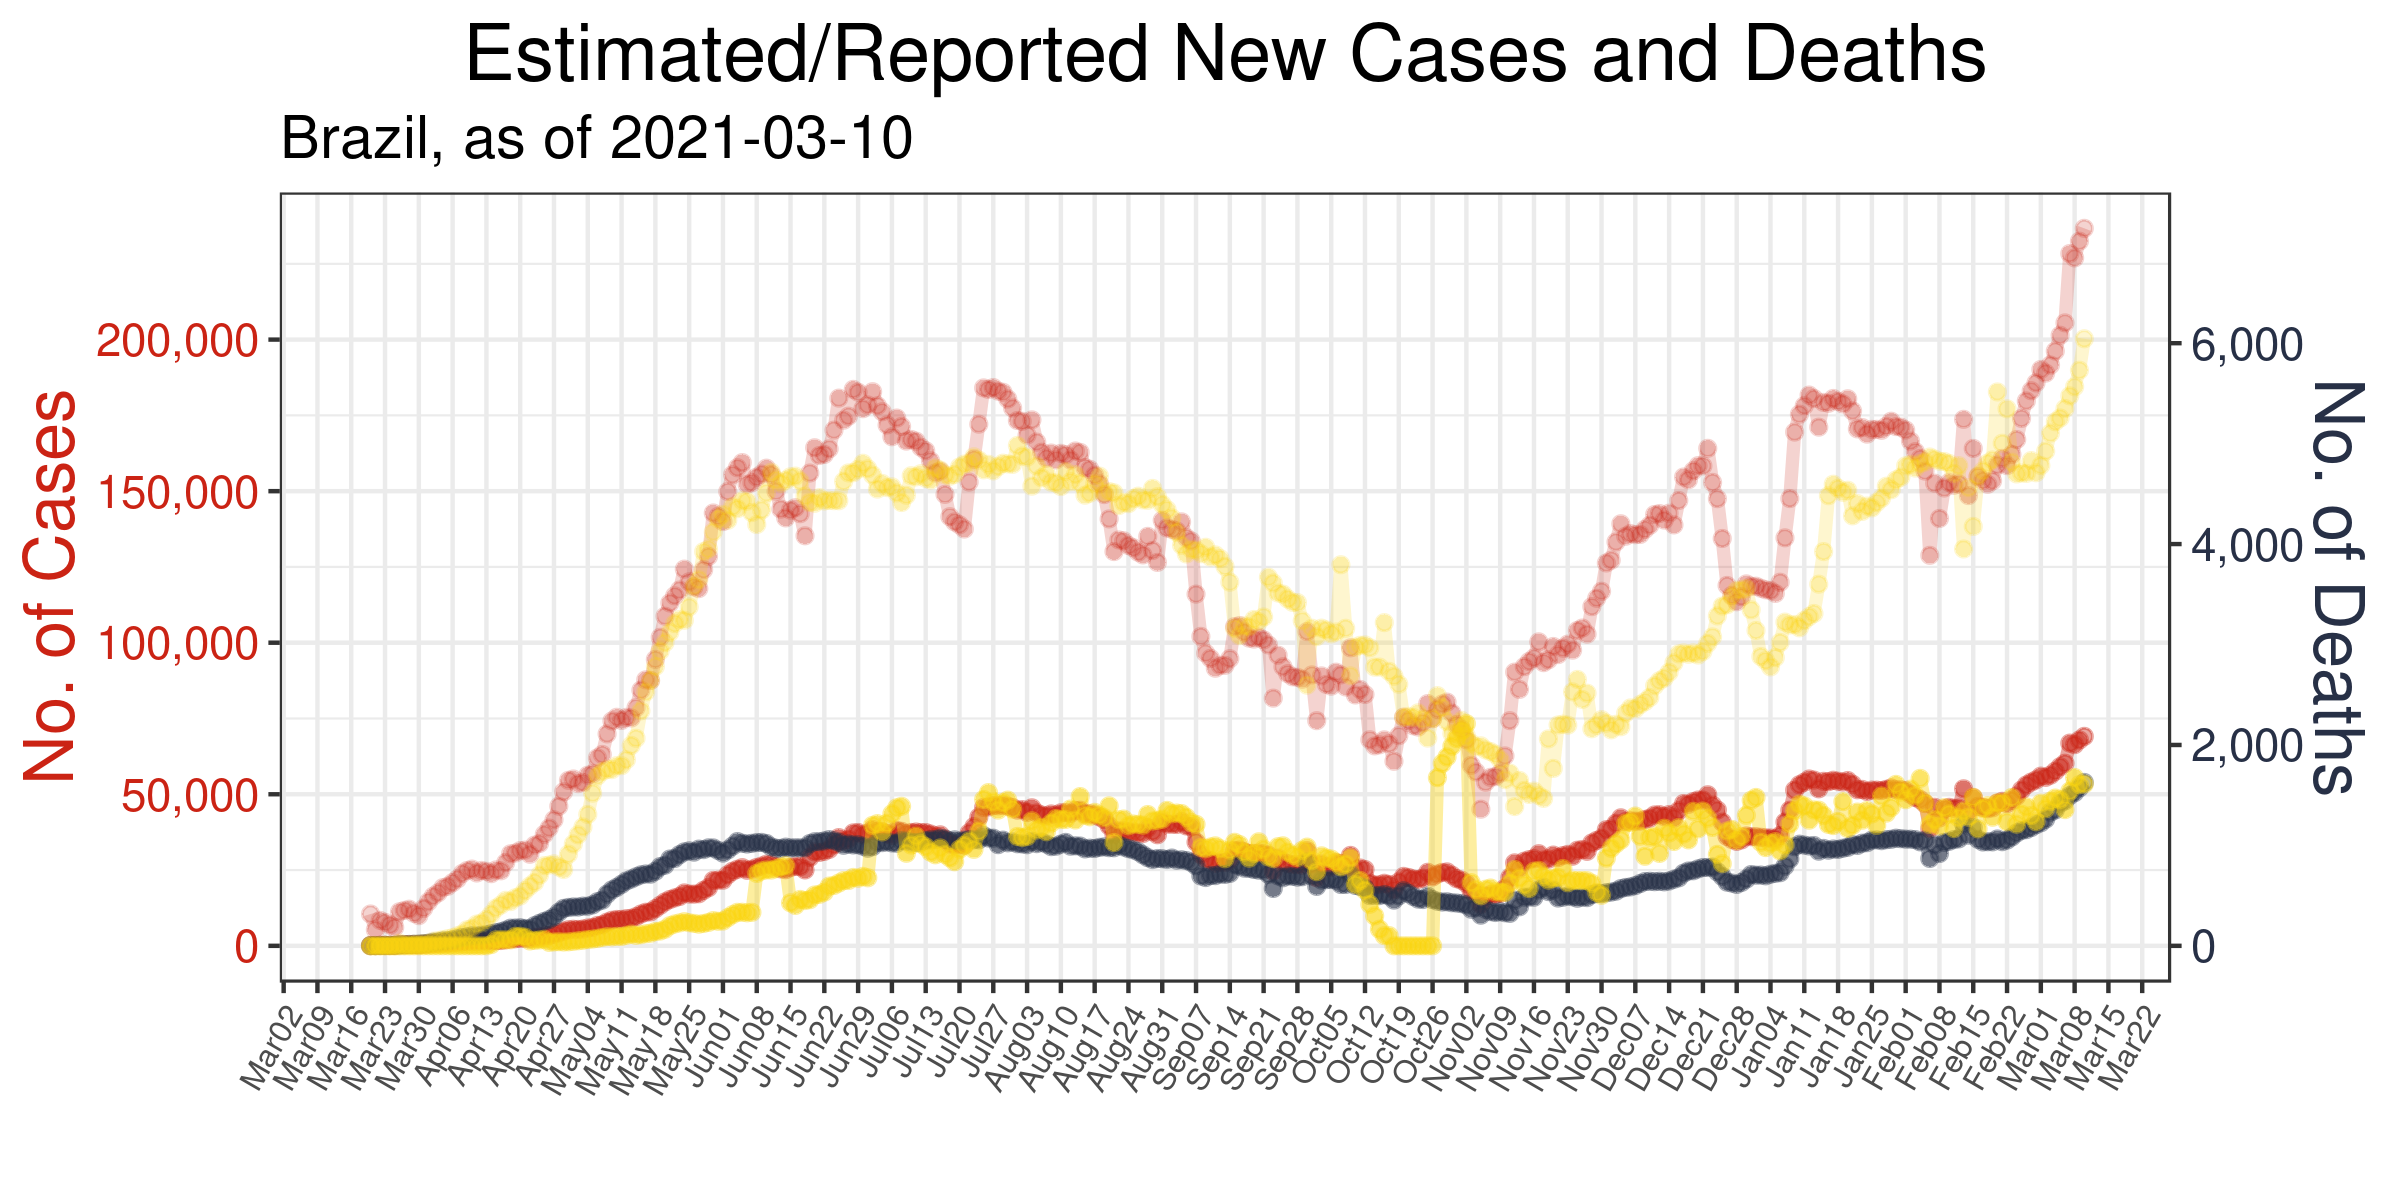 Estimated/Reported New Cases and Deaths
Brazil, as of 2021-03-10
No. of Cases
200,000
150,000
100,000
50,000
0
6,000
4,000
2,000
0
No. of Deaths
Mar02
Mar09
Mar16
Mar23
Mar30
Apr06
Apr13
Apr20
Apr27
May04
May11
May18
May25
Jun01
Jun08
Jun15
Jun22
Jun29
Jul06
Jul13
Jul20
Jul27
Aug03
Aug10
Aug17
Aug24
Aug31
Sep07
Sep14
Sep21
Sep28
Oct05
Oct12
Oct19
Oct26
Nov02
Nov09
Nov16
Nov23
Nov30
Dec07
Dec14
Dec21
Dec28
Jan04
Jan11
Jan18
Jan25
Feb01
Feb08
Feb15
Feb22
Mar01
Mar08
Mar15
Mar22